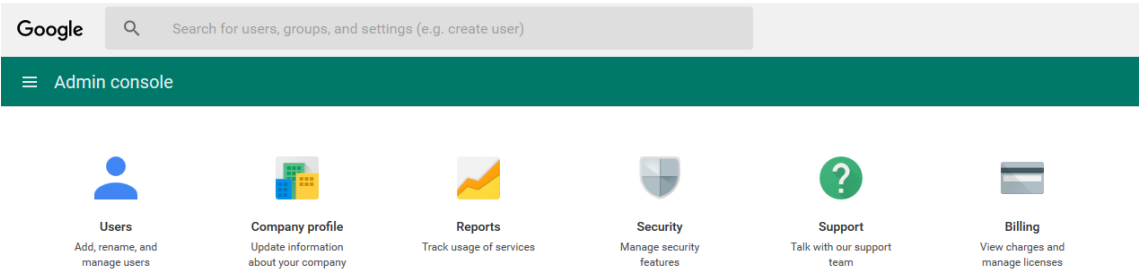 Google
Search for users, groups, and settings (e.g. create user)
Admin console
Users
Add, rename, and
manage users
Company profile
Update information
about your company
Reports
Track usage of services
Security
Manage security
features
Support
Talk with our support
team
Billing
View charges and
manage licenses